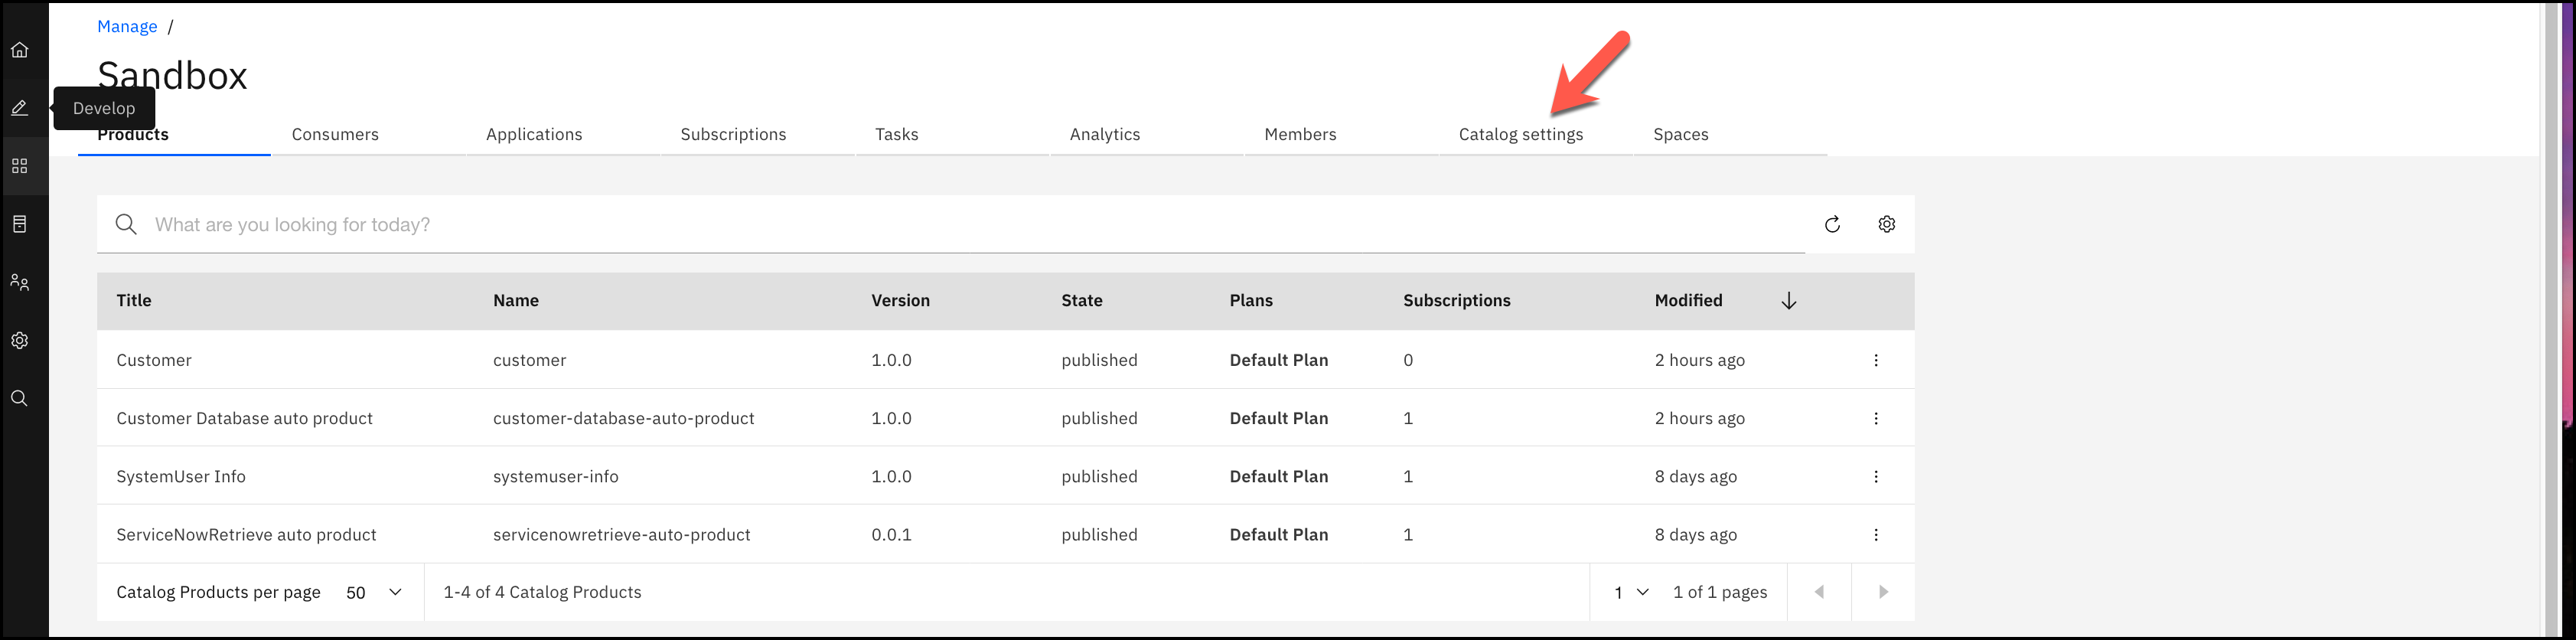 Manage /
Sandbox
Develop
Products Consumers Applications Subscriptions Tasks Analytics Members Catalog settings Spaces
What are you looking for today?
Title Name Version State Plans Subscriptions Modified
Customer customer 1.0.0 published Default Plan 0 2 hours ago
Customer Database auto product customer-database-auto-product 1.0.0 published Default Plan 1 2 hours ago
SystemUser Info systemuser-info 1.0.0 published Default Plan 1 8 days ago
ServiceNowRetrieve auto product servicenowretrieve-auto-product 0.0.1 published Default Plan 1 8 days ago
Catalog Products per page 50 1-4 of 4 Catalog Products 1 1 of 1 pages